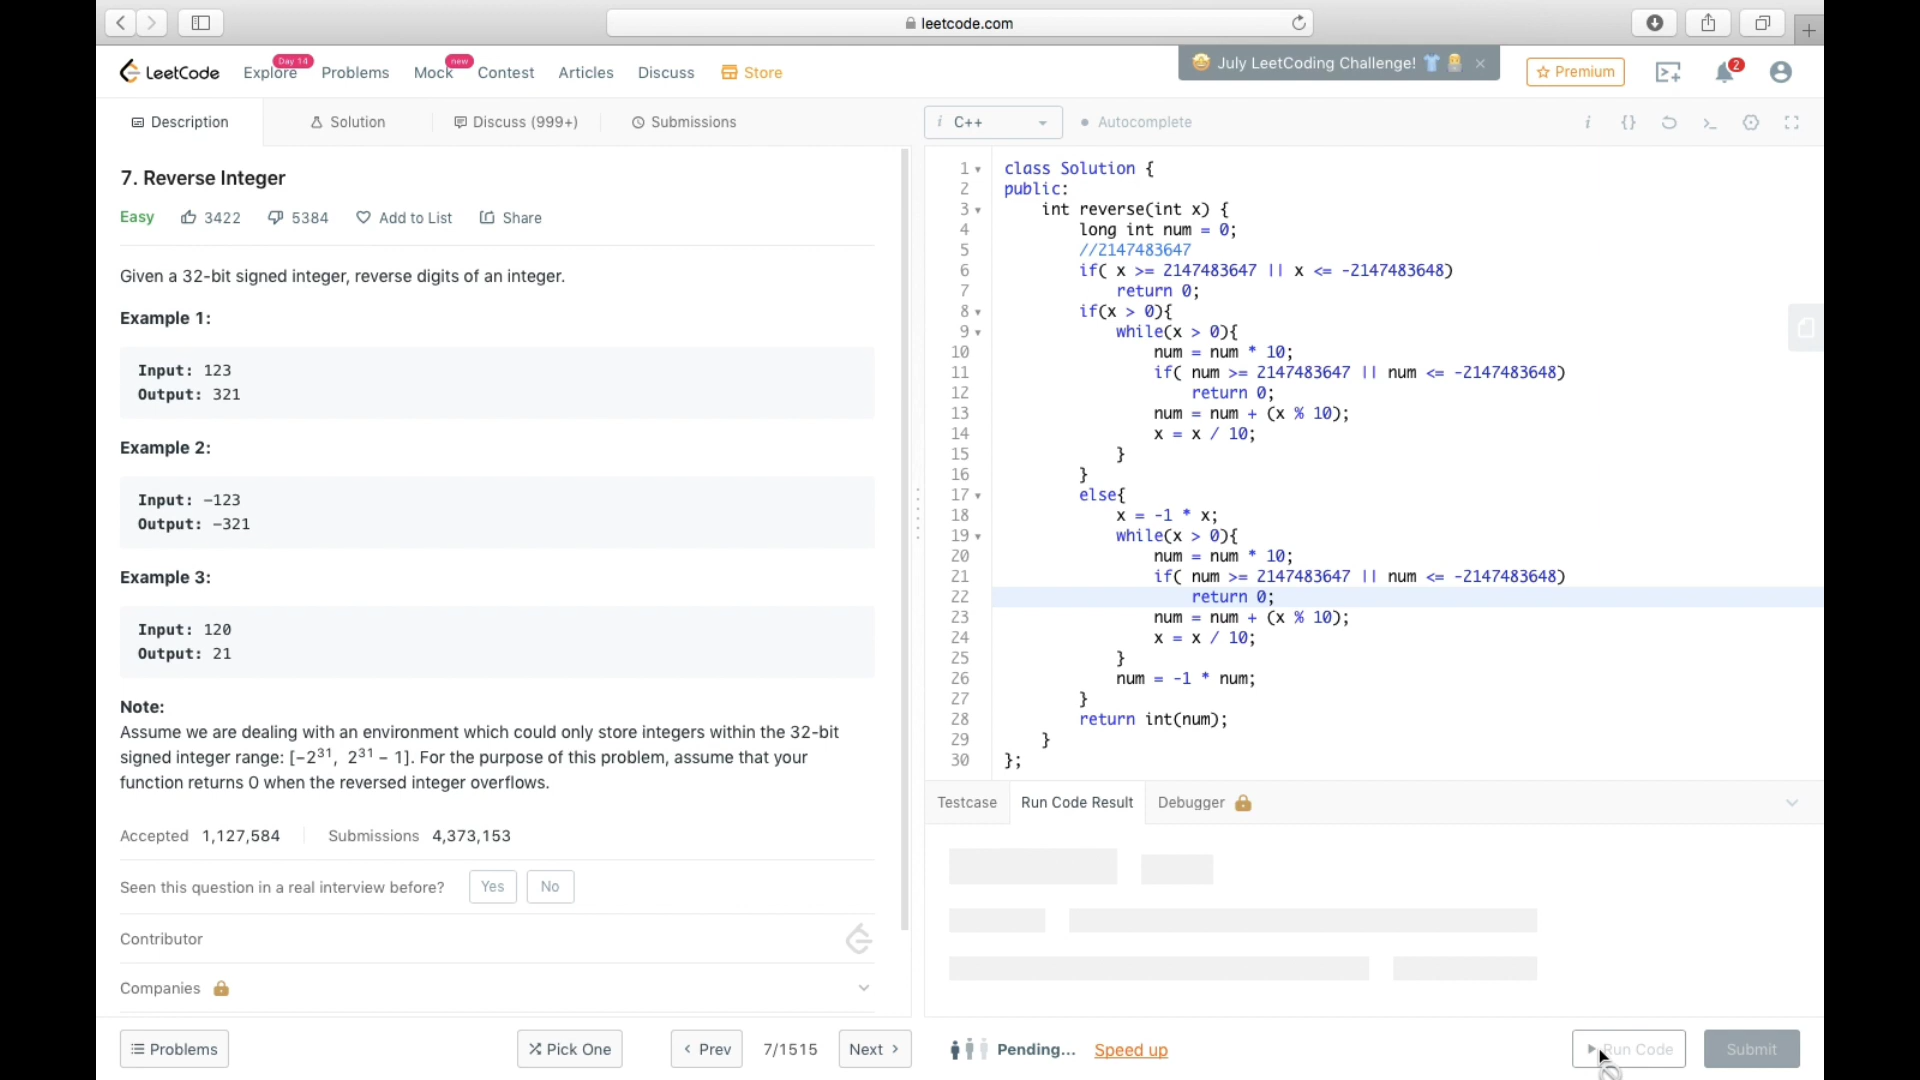 leetcode.com
LeetCode
Explore
Day 14
Problems
Mock
new
Contest
Articles
Discuss
Store
July LeetCoding Challenge!
Premium
2
Description
Solution
Discuss (999+)
Submissions
7. Reverse Integer
Easy 3422 5384 Add to List Share
Given a 32-bit signed integer, reverse digits of an integer.
Example 1:
Input: 123
Output: 321
Example 2:
Input: -123
Output: -321
Example 3:
Input: 120
Output: 21
Note:
Assume we are dealing with an environment which could only store integers within the 32-bit
signed integer range: [−2³¹, 2³¹ − 1]. For the purpose of this problem, assume that your
function returns 0 when the reversed integer overflows.
Accepted 1,127,584 Submissions 4,373,153
Seen this question in a real interview before? Yes No
Contributor
Companies
Problems
Pick One
Prev
7/1515
Next
i C++
Autocomplete
i {} >_
1 class Solution {
2 public:
3     int reverse(int x) {
4         long int num = 0;
5         //2147483647
6         if( x >= 2147483647 || x <= -2147483648)
7             return 0;
8         if(x > 0){
9             while(x > 0){
10                 num = num * 10;
11                 if( num >= 2147483647 || num <= -2147483648)
12                     return 0;
13                 num = num + (x % 10);
14                 x = x / 10;
15             }
16         }
17         else{
18             x = -1 * x;
19             while(x > 0){
20                 num = num * 10;
21                 if( num >= 2147483647 || num <= -2147483648)
22                     return 0;
23                 num = num + (x % 10);
24                 x = x / 10;
25             }
26             num = -1 * num;
27         }
28         return int(num);
29     }
30 };
Testcase
Run Code Result
Debugger
Pending...
Speed up
Run Code
Submit